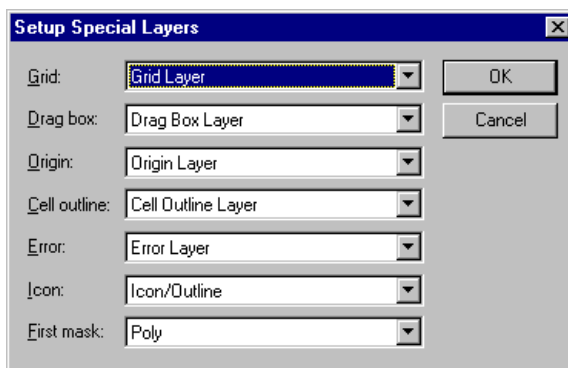 Setup Special Layers
Grid: Grid Layer OK
Drag box: Drag Box Layer Cancel
Origin: Origin Layer
Cell outline: Cell Outline Layer
Error: Error Layer
Icon: Icon/Outline
First mask: Poly